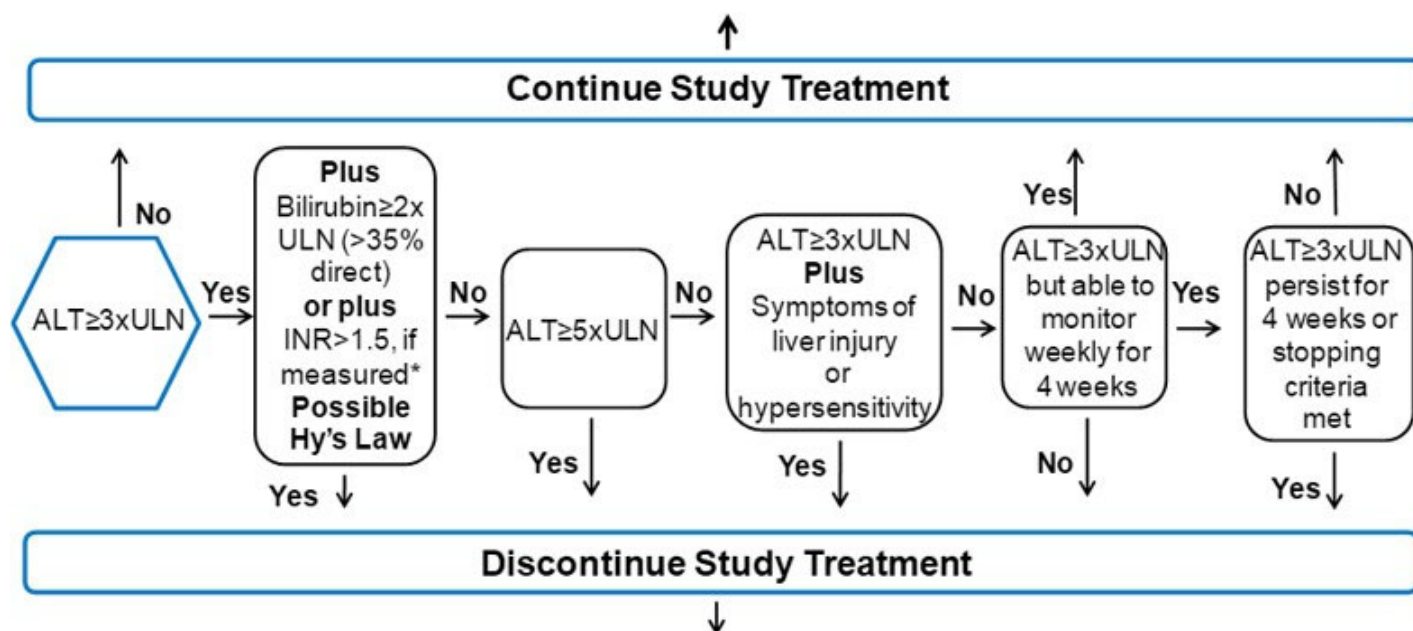 Continue Study Treatment
No
ALT≥3xULN
Yes
Plus
Bilirubin≥2x
ULN (>35%
direct)
or plus
INR>1.5, if
measured*
Possible
Hy's Law
Yes
No
ALT≥5xULN
Yes
No
ALT≥3xULN
Plus
Symptoms of
liver injury
or
hypersensitivity
Yes
No
Yes
ALT≥3xULN
but able to
monitor
weekly for
4 weeks
No
Yes
No
ALT≥3xULN
persist for
4 weeks or
stopping
criteria
met
Yes
Discontinue Study Treatment